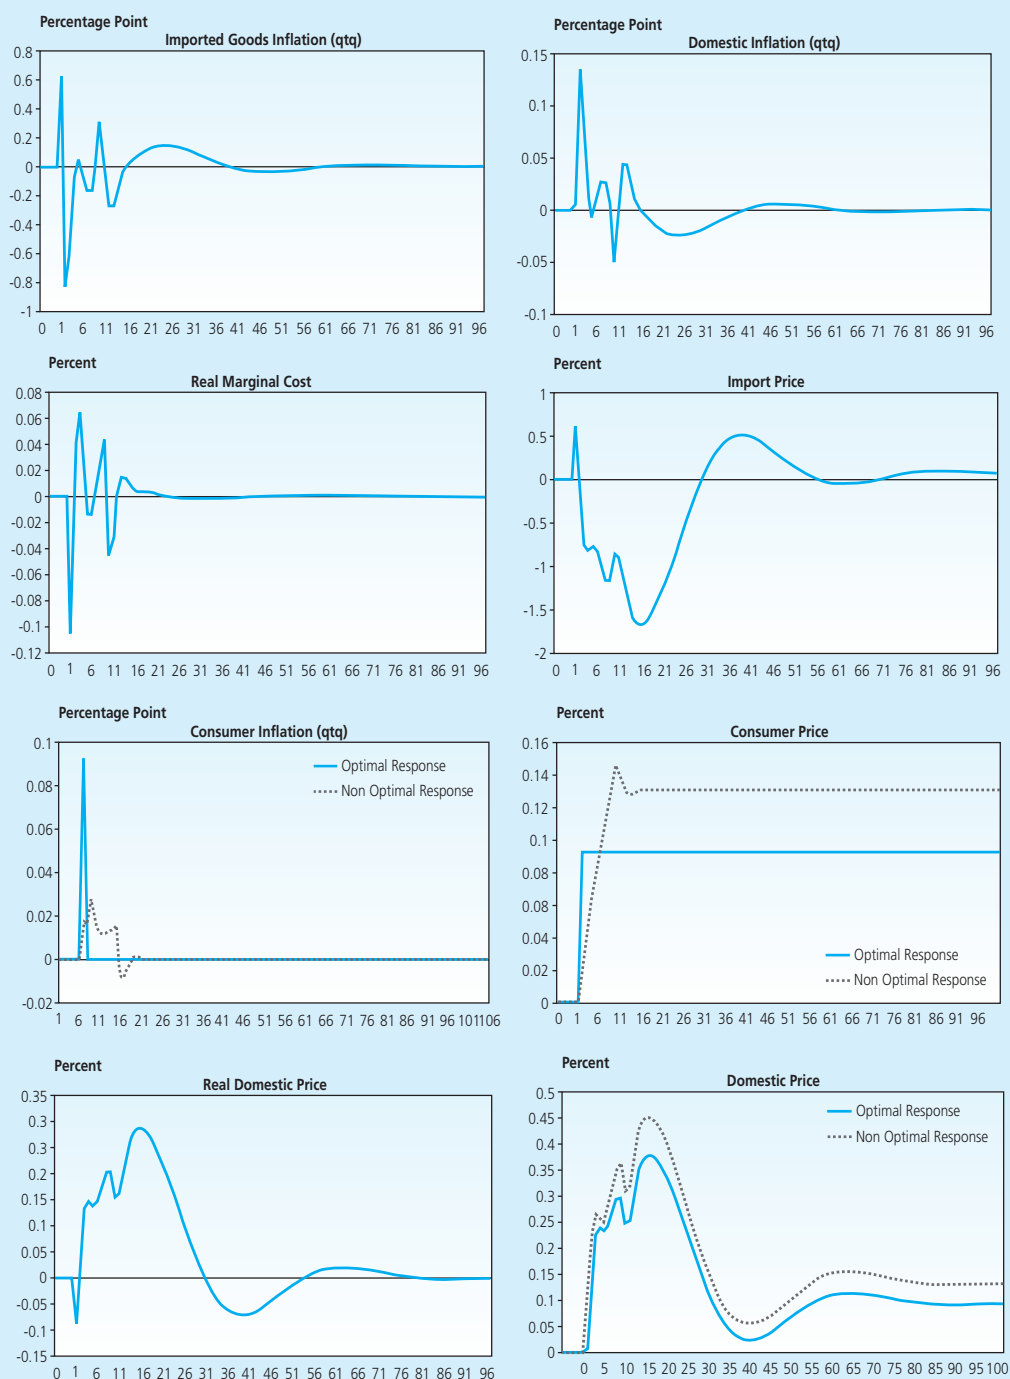 Percentage Point
Imported Goods Inflation (qtq)
0.8
0.6
0.4
0.2
0
-0.2
-0.4
-0.6
-0.8
-1
0 1 6 11 16 21 26 31 36 41 46 51 56 61 66 71 76 81 86 91 96
Percentage Point
Domestic Inflation (qtq)
0.15
0.1
0.05
0
-0.05
-0.1
0 1 6 11 16 21 26 31 36 41 46 51 56 61 66 71 76 81 86 91 96
Percent
Real Marginal Cost
0.08
0.06
0.04
0.02
0
-0.02
-0.04
-0.06
-0.08
-0.1
-0.12
0 1 6 11 16 21 26 31 36 41 46 51 56 61 66 71 76 81 86 91 96
Percent
Import Price
1
0.5
0
-0.5
-1
-1.5
-2
0 1 6 11 16 21 26 31 36 41 46 51 56 61 66 71 76 81 86 91 96
Percentage Point
Consumer Inflation (qtq)
0.1
0.08
0.06
0.04
0.02
0
-0.02
Optimal Response
Non Optimal Response
1 6 11 16 21 26 31 36 41 46 51 56 61 66 71 76 81 86 91 96 101106
Percent
Consumer Price
0.16
0.14
0.12
0.1
0.08
0.08
0.04
0.02
0
Optimal Response
Non Optimal Response
0 1 6 11 16 21 26 31 36 41 46 51 56 61 66 71 76 81 86 91 96
Percent
Real Domestic Price
0.35
0.3
0.3
0.2
0.15
0.1
0.05
0
-0.05
-0.1
-0.15
0 1 6 11 16 21 26 31 36 41 46 51 56 61 66 71 76 81 86 91 96
Percent
Domestic Price
0.5
0.45
0.4
0.35
0.3
0.25
0.2
0.15
0.1
0.05
0
Optimal Response
Non Optimal Response
0 5 10 15 20 25 30 35 40 45 50 55 60 65 70 75 80 85 90 95 100